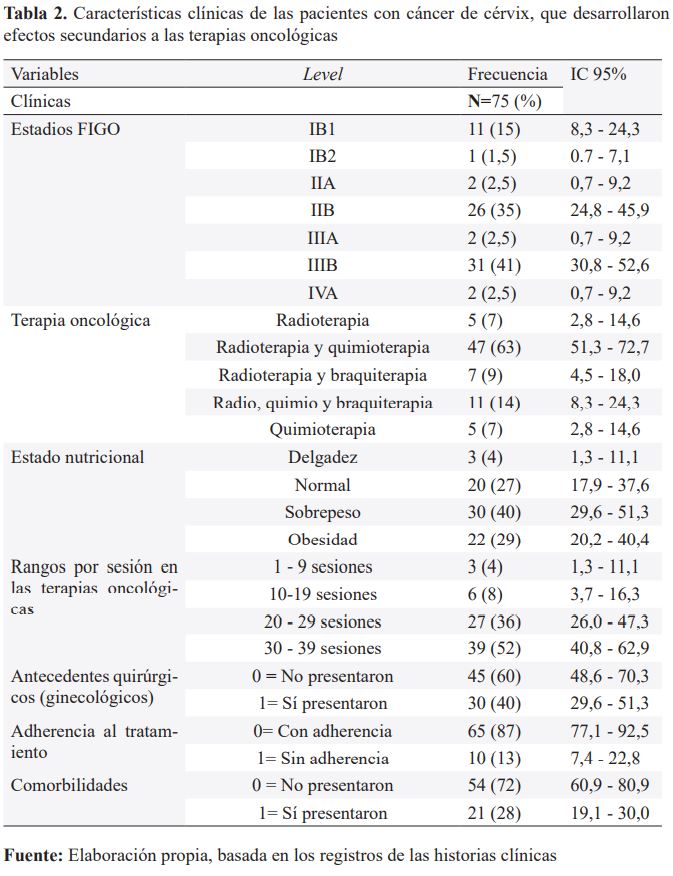 Tabla 2. Características clínicas de las pacientes con cáncer de cérvix, que desarrollaron
efectos secundarios a las terapias oncológicas
Variables Level Frecuencia IC 95%
Clínicas N=75 (%)
Estadios FIGO IB1 11 (15) 8,3 - 24,3
IB2 1 (1,5) 0.7 - 7,1
IIA 2 (2,5) 0,7 - 9,2
IIB 26 (35) 24,8 - 45,9
IIIA 2 (2,5) 0,7 - 9,2
IIIB 31 (41) 30,8 - 52,6
IVA 2 (2,5) 0,7 - 9,2
Terapia oncológica Radioterapia 5 (7) 2,8 - 14,6
Radioterapia y quimioterapia 47 (63) 51,3 - 72,7
Radioterapia y braquiterapia 7 (9) 4,5 - 18,0
Radio, quimio y braquiterapia 11 (14) 8,3 - 24,3
Quimioterapia 5 (7) 2,8 - 14,6
Estado nutricional Delgadez 3 (4) 1,3 - 11,1
Normal 20 (27) 17,9 - 37,6
Sobrepeso 30 (40) 29,6 - 51,3
Obesidad 22 (29) 20,2 - 40,4
Rangos por sesión en 1 - 9 sesiones 3 (4) 1,3 - 11,1
las terapias oncológi- 10-19 sesiones 6 (8) 3,7 - 16,3
cas 20 - 29 sesiones 27 (36) 26,0 - 47,3
30 - 39 sesiones 39 (52) 40,8 - 62,9
Antecedentes quirúrgi- 0 = No presentaron 45 (60) 48,6 - 70,3
cos (ginecológicos) 1= Sí presentaron 30 (40) 29,6 - 51,3
Adherencia al tratam- 0= Con adherencia 65 (87) 77,1 - 92,5
iento 1= Sin adherencia 10 (13) 7,4 - 22,8
Comorbilidades 0 = No presentaron 54 (72) 60,9 - 80,9
1= Sí presentaron 21 (28) 19,1 - 30,0
Fuente: Elaboración propia, basada en los registros de las historias clínicas